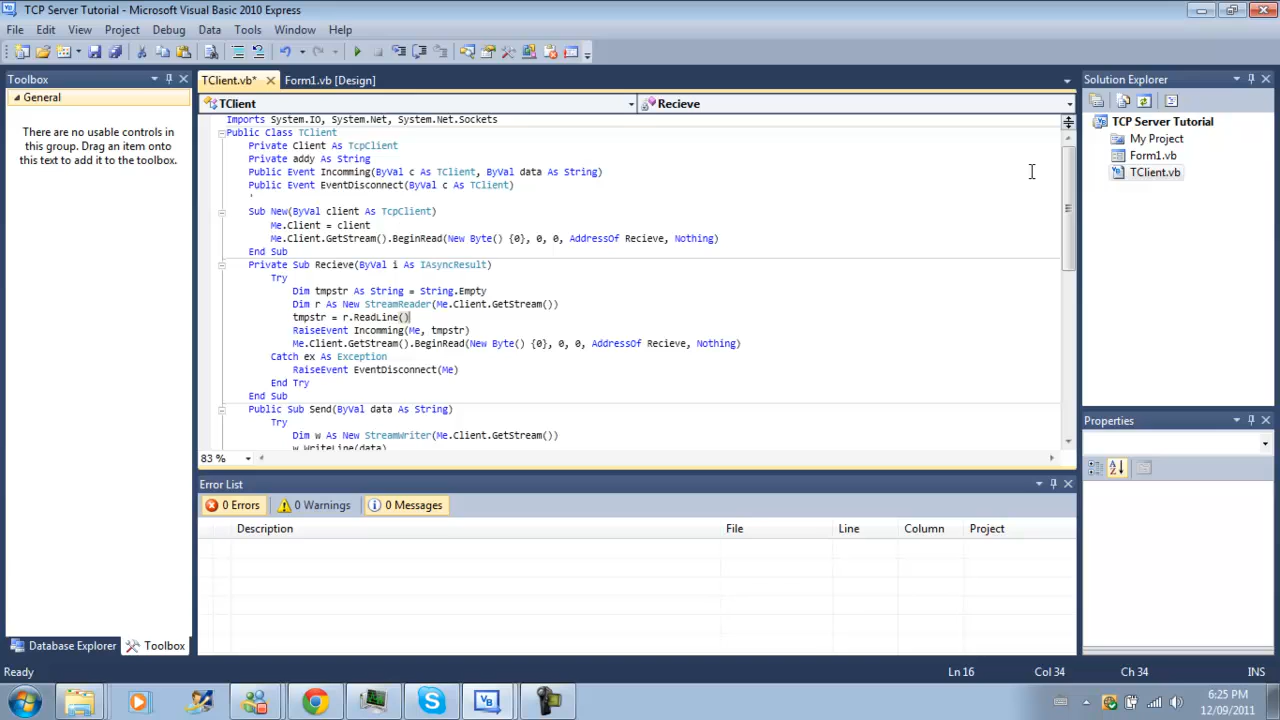 TCP Server Tutorial - Microsoft Visual Basic 2010 Express
File Edit View Project Debug Data Tools Window Help
Toolbox
General
There are no usable controls in
this group. Drag an item onto
this text to add it to the toolbox.
Database Explorer Toolbox
TClient.vb* Form1.vb [Design]
TClient Recieve
Imports System.IO, System.Net, System.Net.Sockets
Public Class TClient
Private Client As TcpClient
Private addy As String
Public Event Incomming(ByVal c As TClient, ByVal data As String)
Public Event EventDisconnect(ByVal c As TClient)
'
Sub New(ByVal client As TcpClient)
Me.Client = client
Me.Client.GetStream().BeginRead(New Byte() {0}, 0, 0, AddressOf Recieve, Nothing)
End Sub
Private Sub Recieve(ByVal i As IAsyncResult)
Try
Dim tmpstr As String = String.Empty
Dim r As New StreamReader(Me.Client.GetStream())
tmpstr = r.ReadLine()
RaiseEvent Incomming(Me, tmpstr)
Me.Client.GetStream().BeginRead(New Byte() {0}, 0, 0, AddressOf Recieve, Nothing)
Catch ex As Exception
RaiseEvent EventDisconnect(Me)
End Try
End Sub
Public Sub Send(ByVal data As String)
Try
Dim w As New StreamWriter(Me.Client.GetStream())
w.WriteLine(data)
83 %
Error List
0 Errors 0 Warnings 0 Messages
Description File Line Column Project
Solution Explorer
TCP Server Tutorial
My Project
Form1.vb
TClient.vb
Properties
Ready Ln 16 Col 34 Ch 34 INS
6:25 PM
12/09/2011